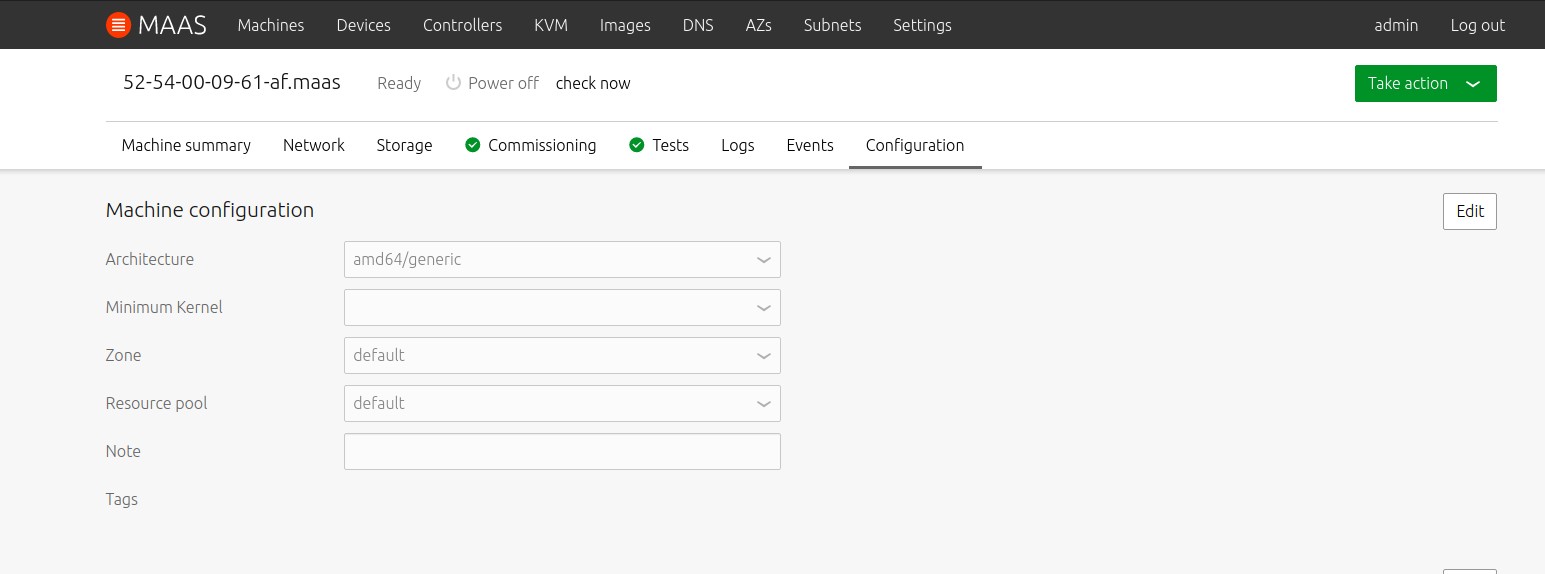 MAAS Machines Devices Controllers KVM Images DNS AZs Subnets Settings admin Log out
52-54-00-09-61-af.maas Ready Power off check now Take action
Machine summary Network Storage Commissioning Tests Logs Events Configuration
Machine configuration Edit
Architecture amd64/generic
Minimum Kernel
Zone default
Resource pool default
Note
Tags